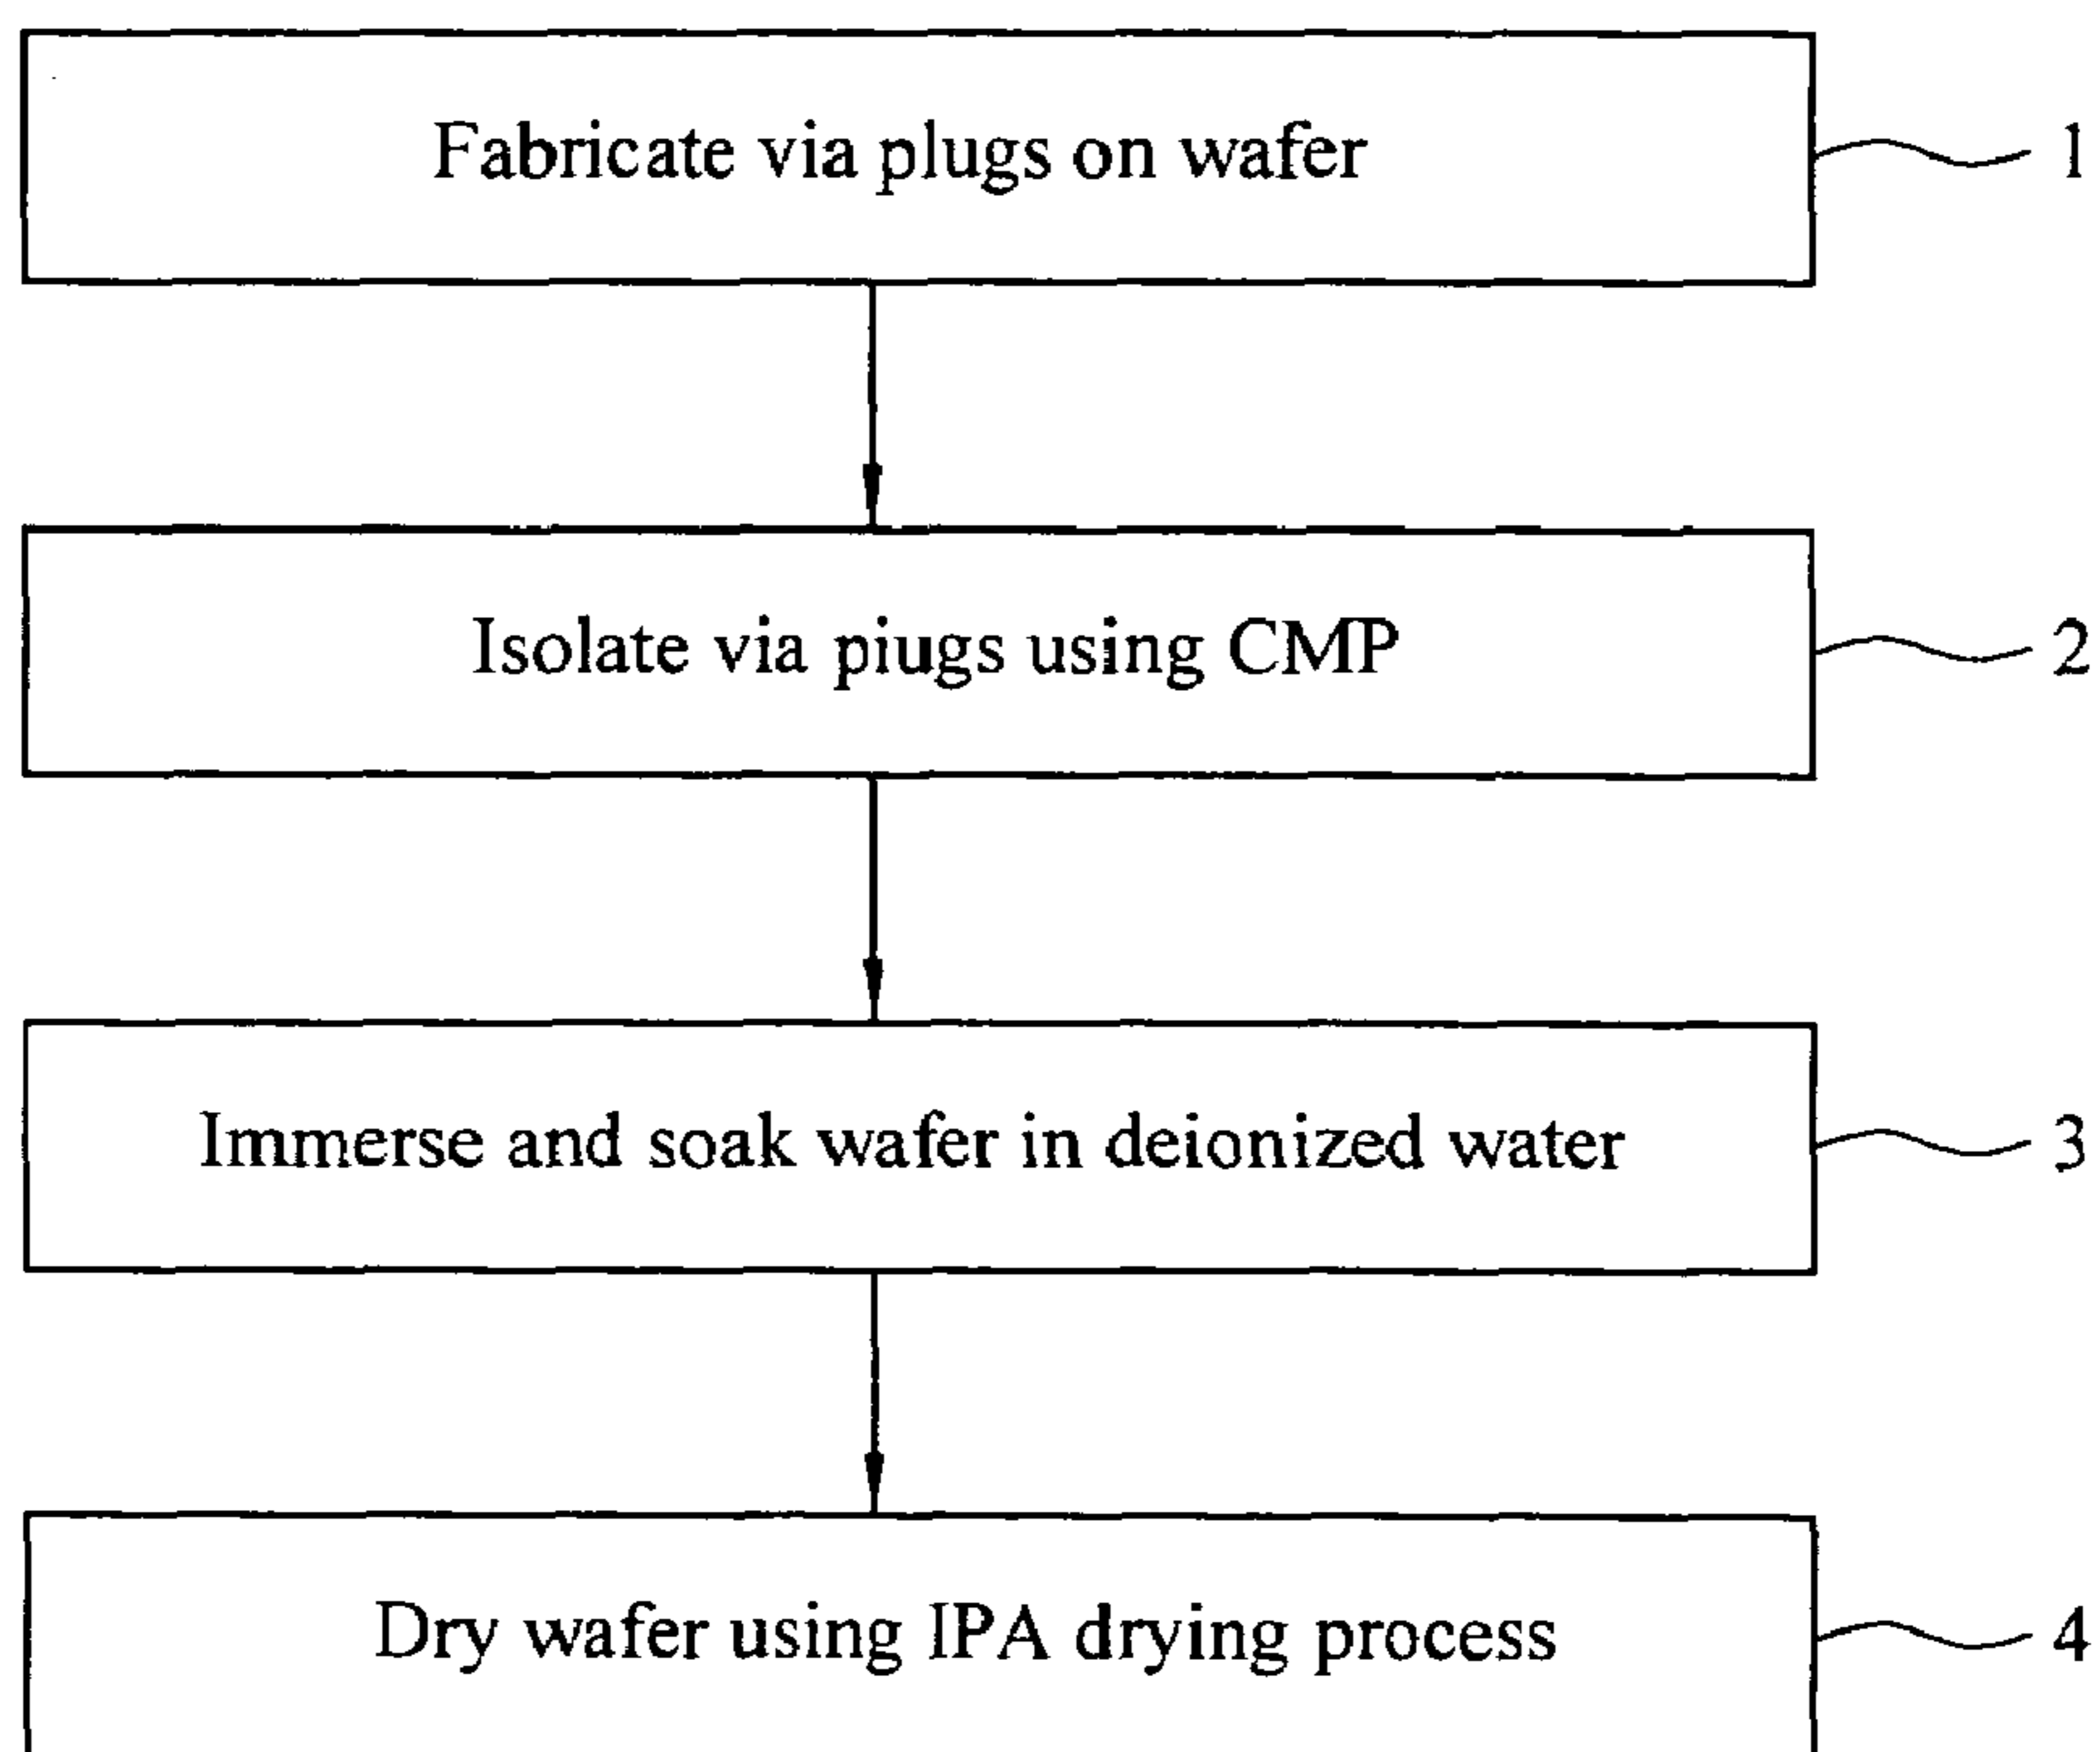 Fabricate via plugs on wafer
1
Isolate via piugs using CMP
2
Immerse and soak wafer in deionized water
3
Dry wafer using IPA drying process
4